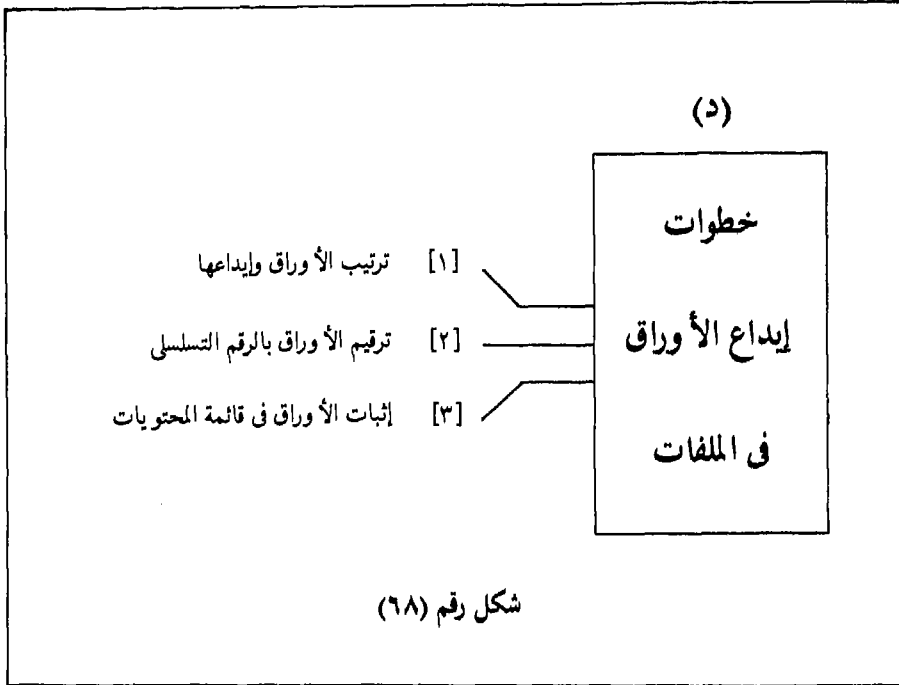 (د)
خطوات
إيداع الأوراق
فى الملفات
[١] ترتيب الأوراق وإيداعها
[٢] ترقيم الأوراق بالرقم التسلسلى
[٣] إثبات الأوراق فى قائمة المحتويات
شكل رقم (٦٨)